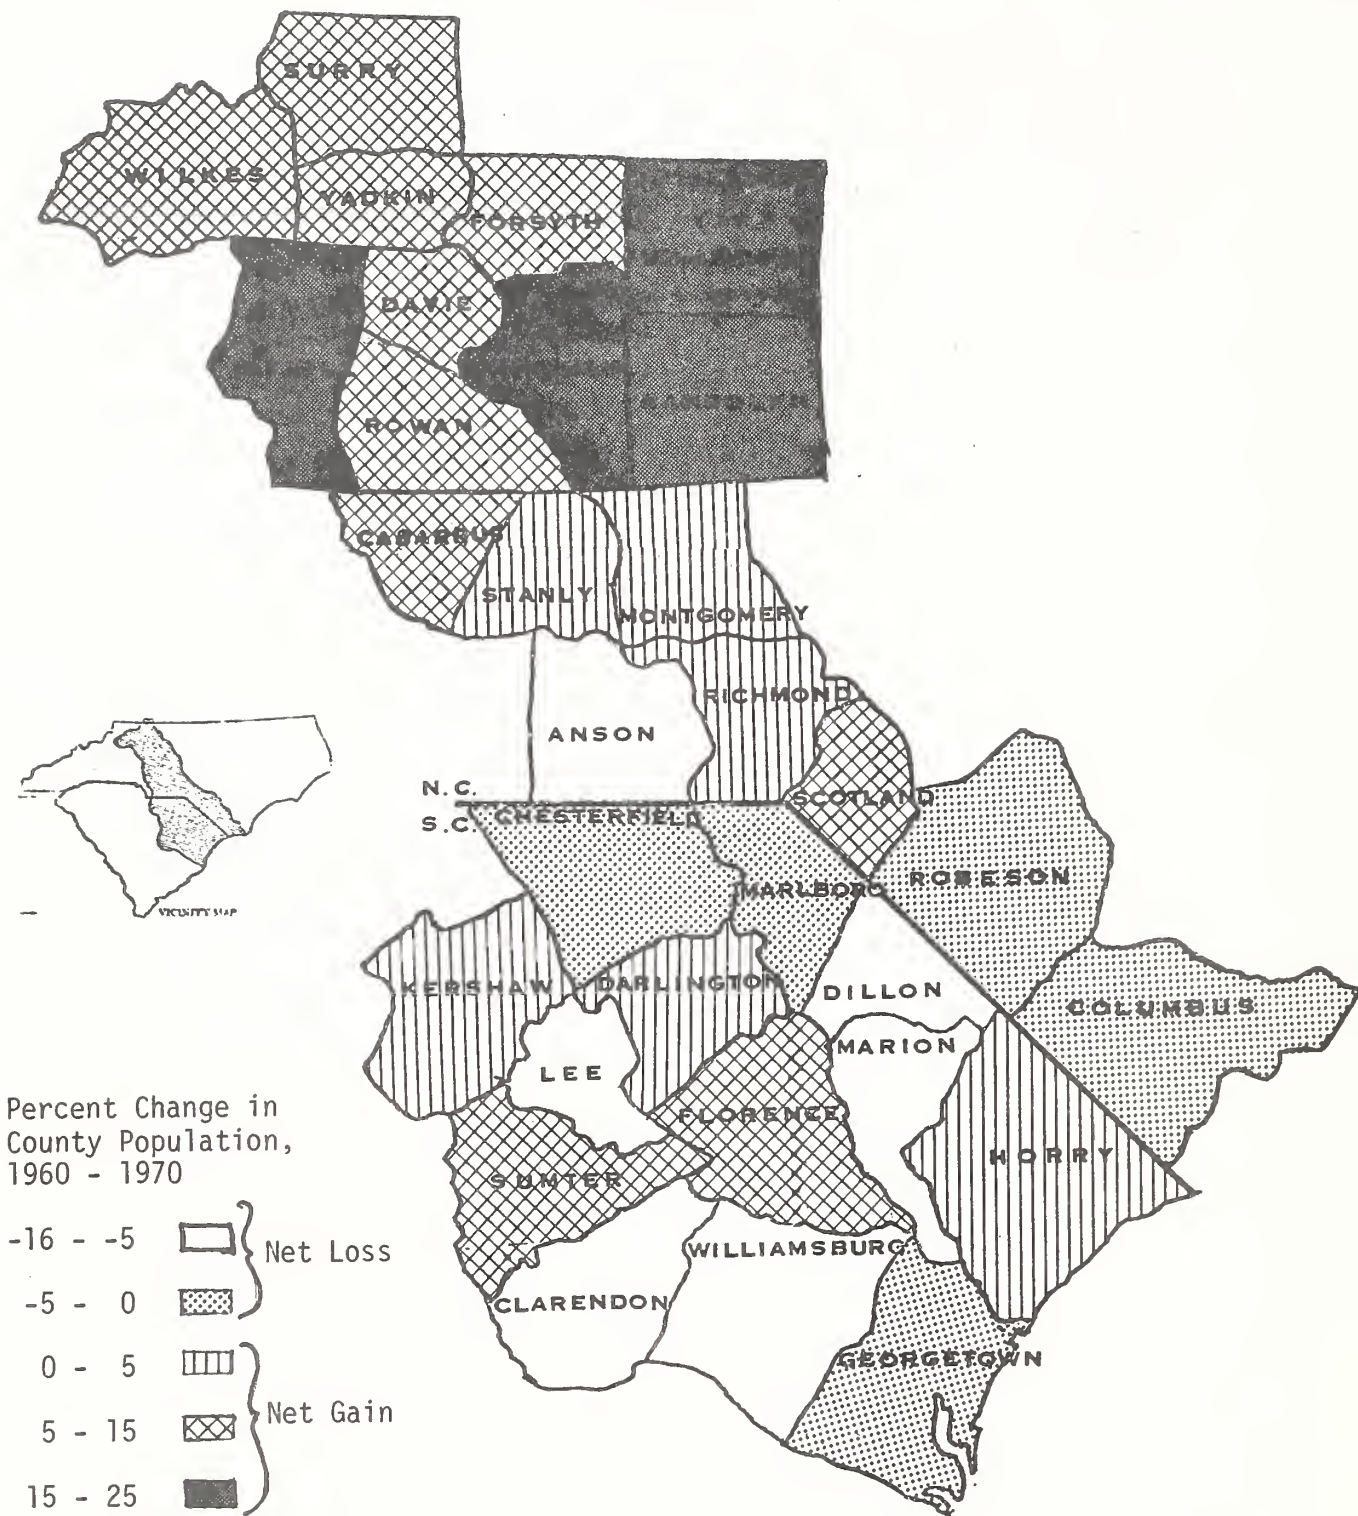 SURRY
WILKES
YADKIN
FORSYTH
DAVIE
RANDOLPH
ROWAN
CABARRUS
STANLY
MONTGOMERY
RICHMOND
ANSON
N.C.
S.C.
SCOTLAND
CHESTERFIELD
ROBESON
MARLBORO
VICINITY MAP
KERSHAW
DARLINGTON
DILLON
COLUMBUS
MARION
LEE
FLORENCE
HORRY
SUMTER
WILLIAMSBURG
CLARENDON
GEORGETOWN
Percent Change in
County Population,
1960 - 1970
-16 - -5 Net Loss
-5 - 0
0 - 5
5 - 15 Net Gain
15 - 25